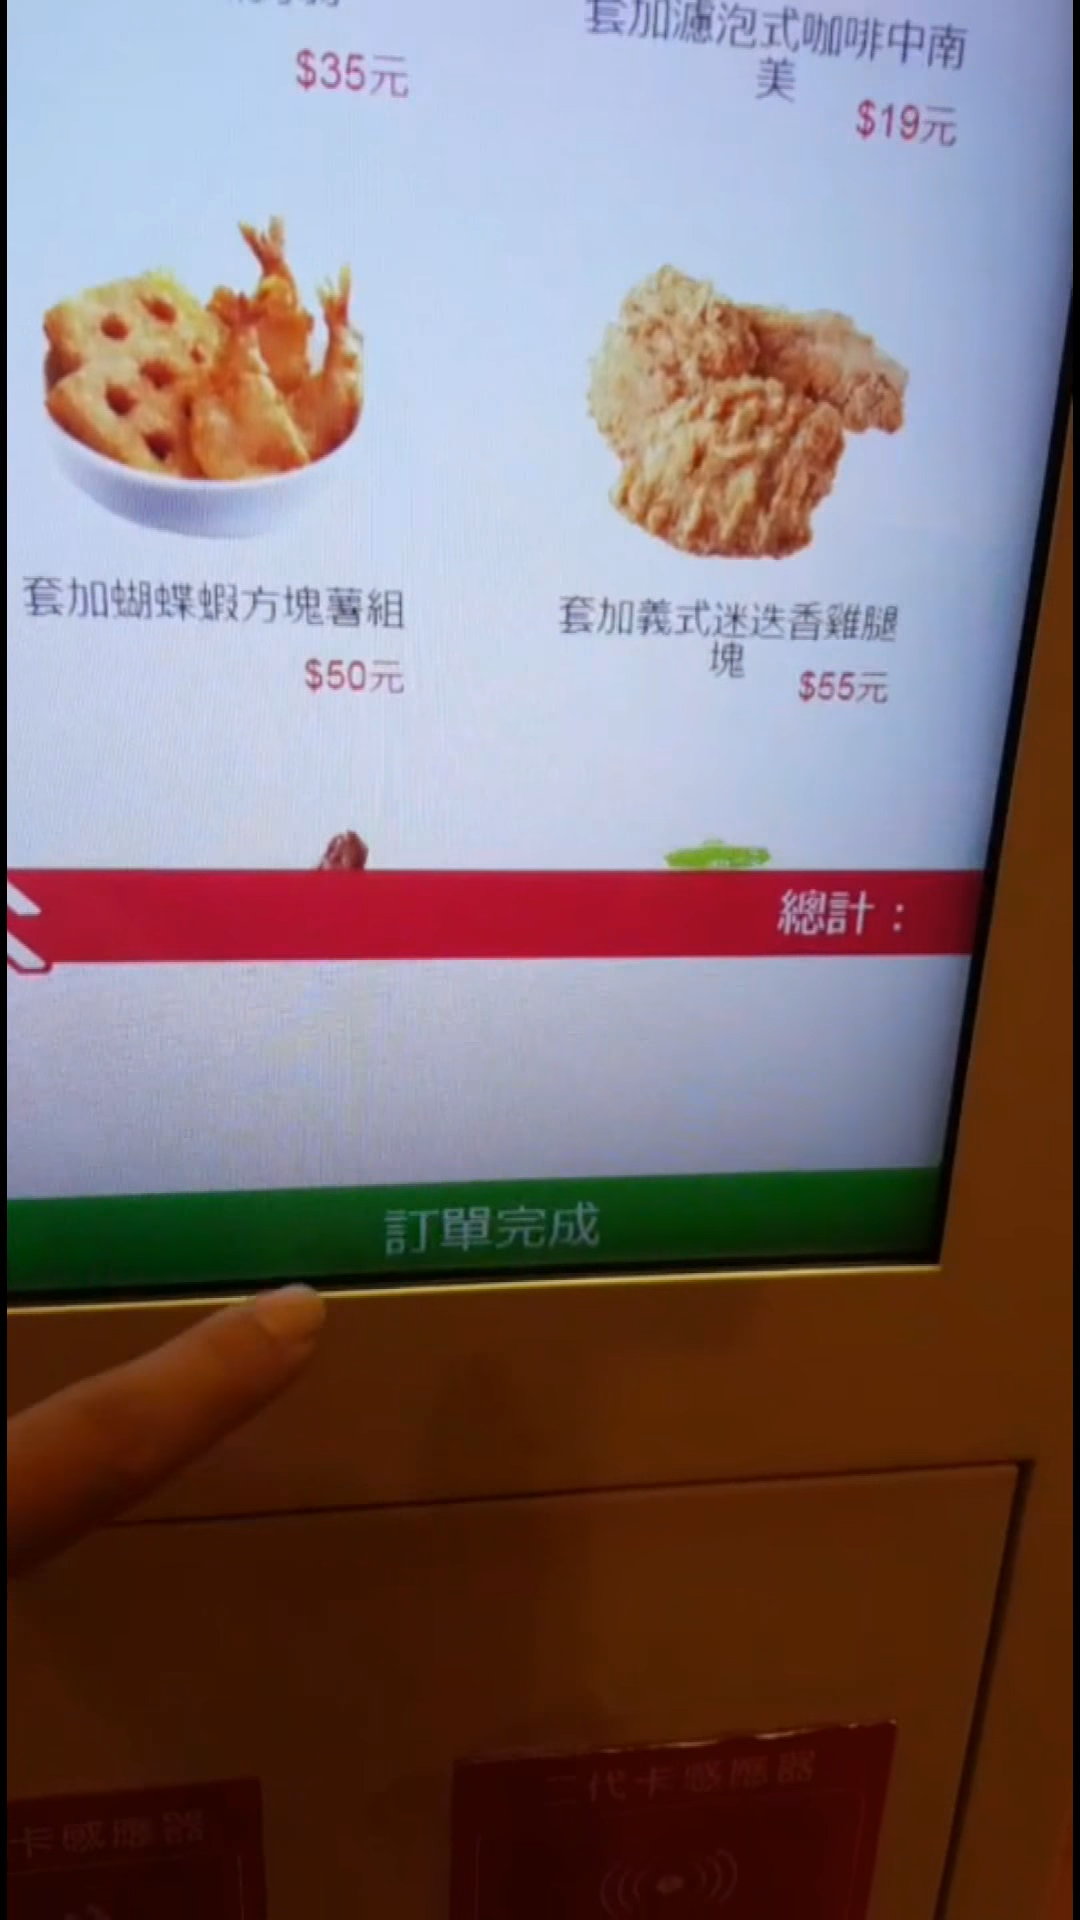 $35元
套加濾泡式咖啡中南
美
$19元
套加蝴蝶蝦方塊薯組
$50元
套加義式迷迭香雞腿
塊
$55元
總計：
訂單完成
二代卡感應器
卡感應器